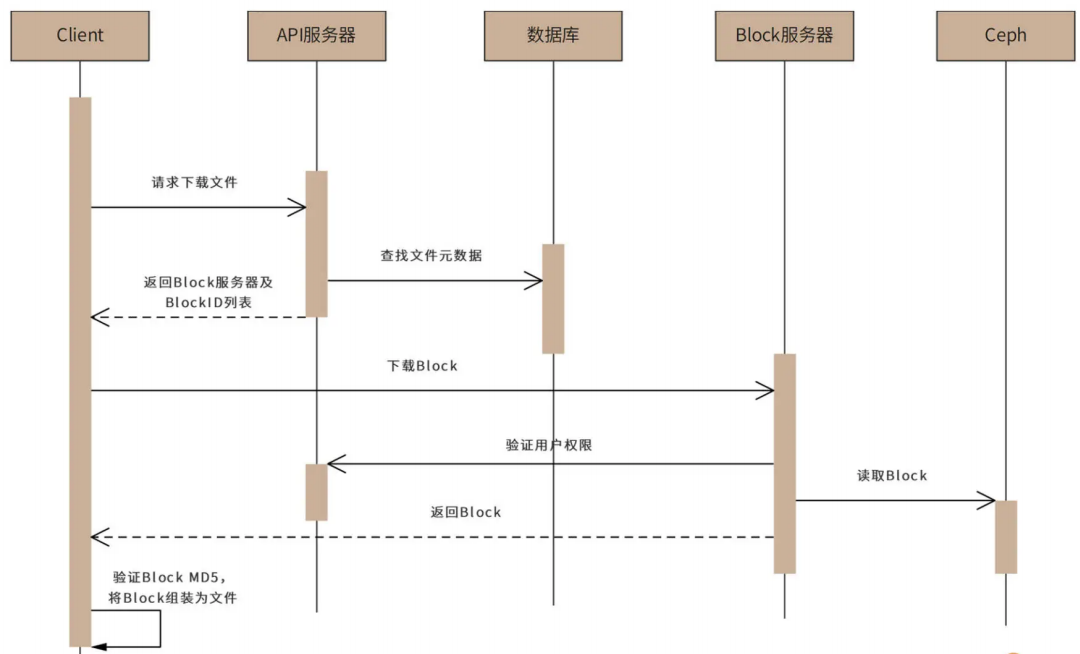 Client
API服务器
数据库
Block服务器
Ceph
请求下载文件
查找文件元数据
返回Block服务器及
BlockID列表
下载Block
验证用户权限
读取Block
返回Block
验证Block MD5，
将Block组装为文件